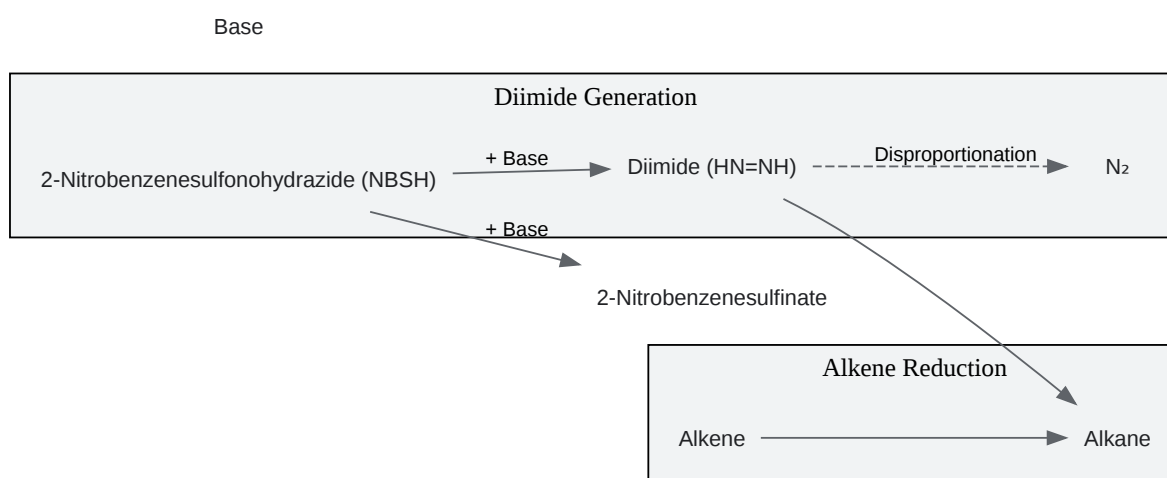 Base
Diimide Generation
2-Nitrobenzenesulfonohydrazide (NBSH)
+ Base
Diimide (HN=NH)
Disproportionation
N₂
+ Base
2-Nitrobenzenesulfinate
Alkene Reduction
Alkene
Alkane